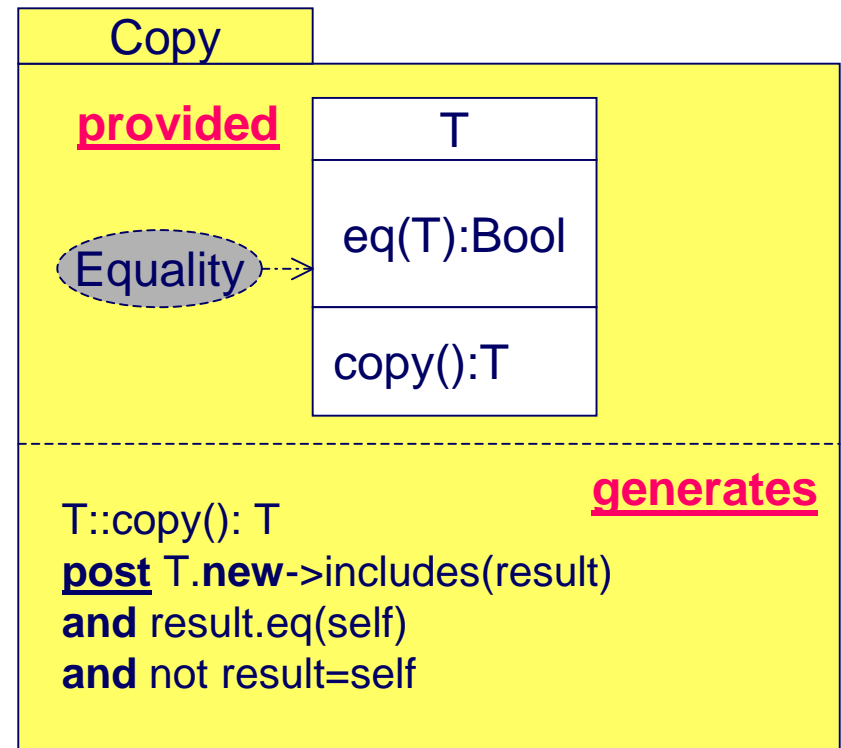 Copy
provided
T
eq(T):Bool
Equality
copy():T
generates
T::copy(): T
post T.new->includes(result)
and result.eq(self)
and not result=self